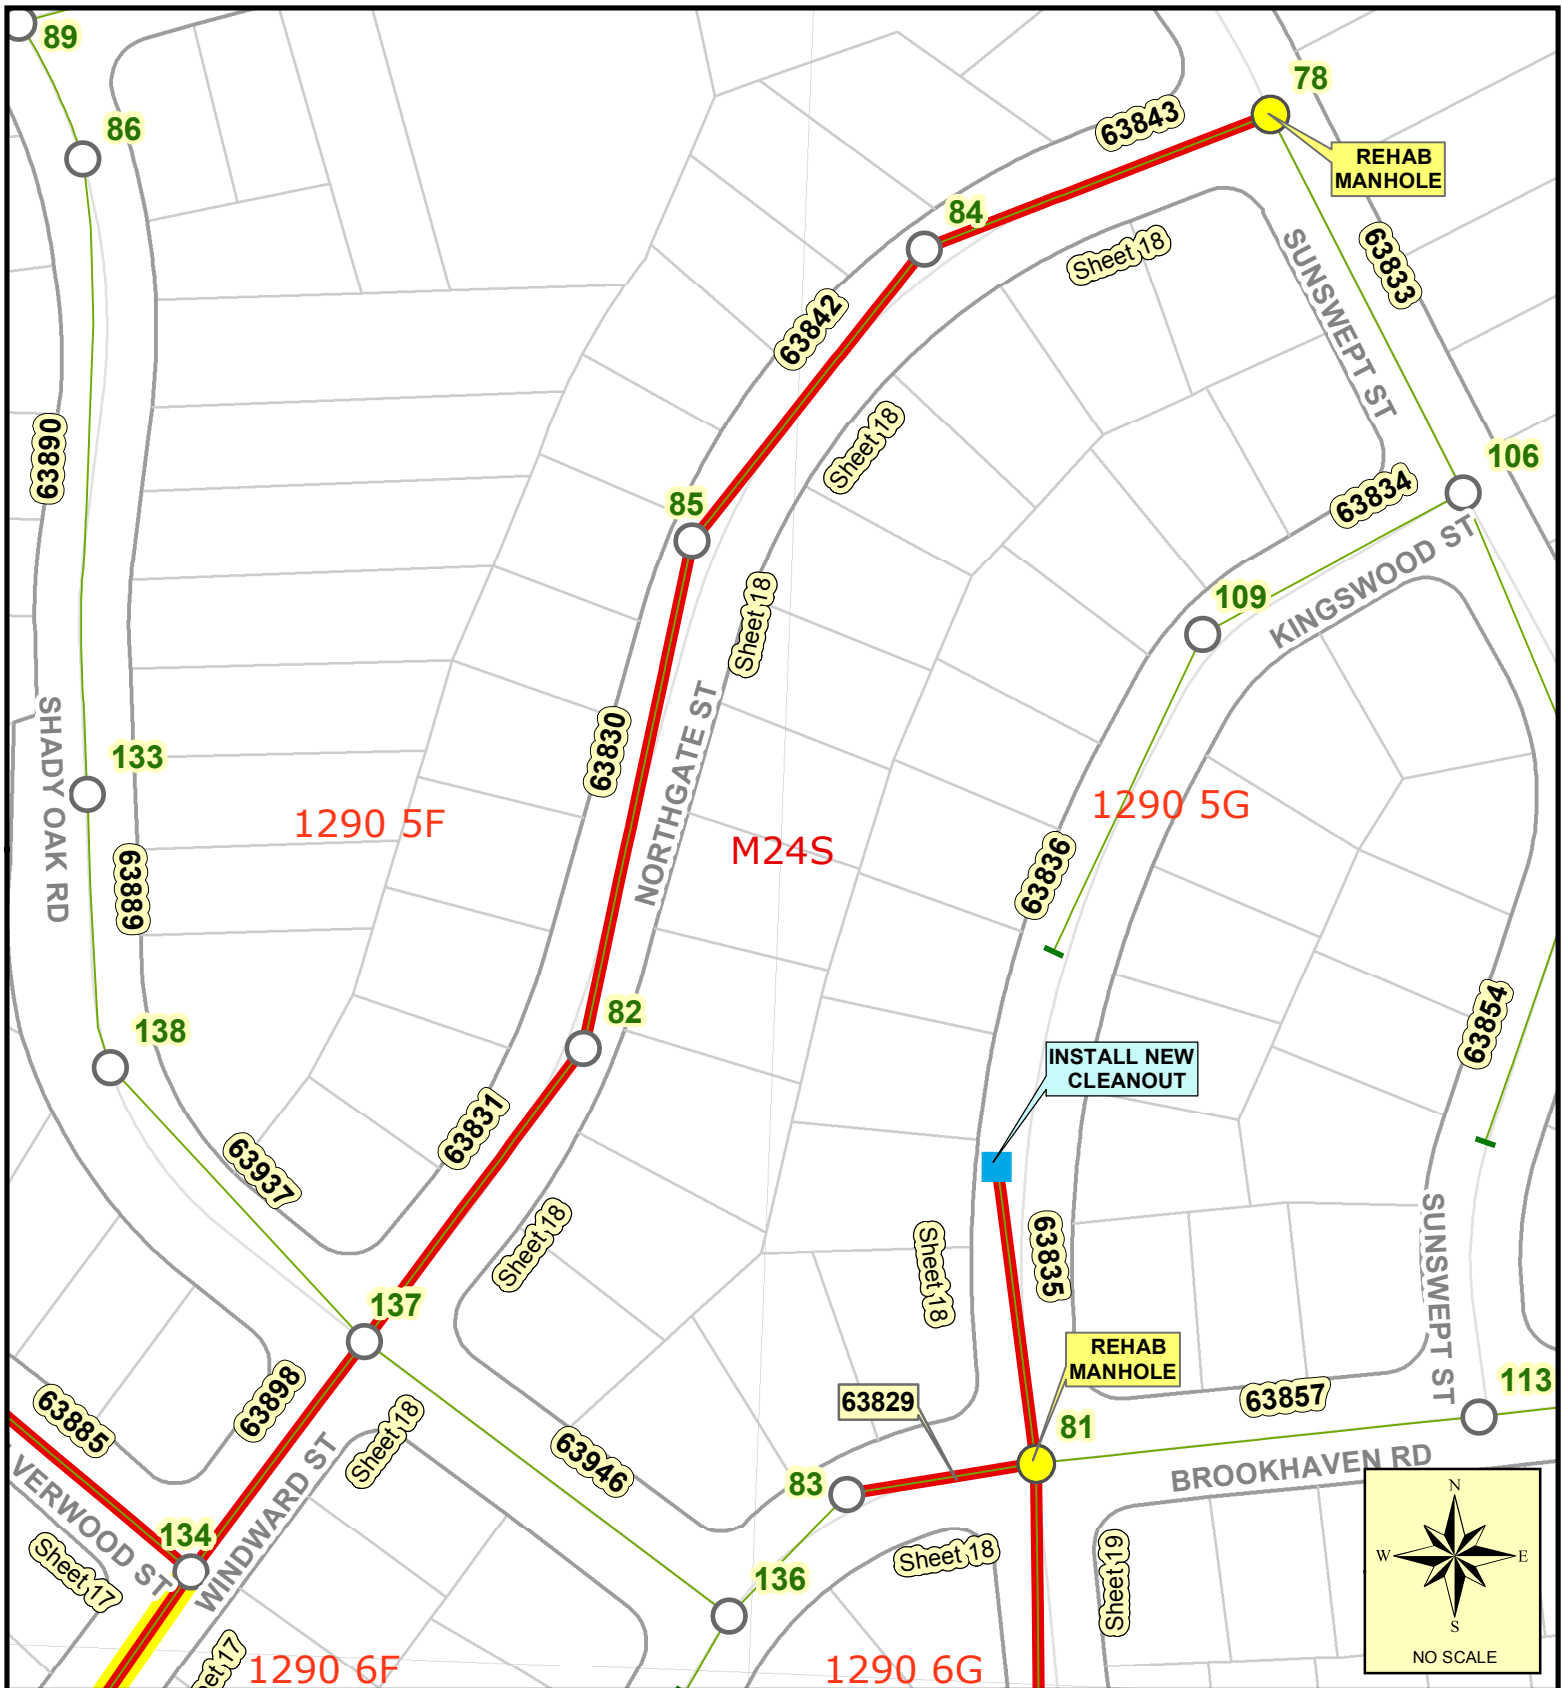 89
78
86
63843
REHAB
MANHOLE
84
Sheet 18
SUNSWEPT ST
63833
63842
63890
Sheet 18
106
85
63834
KINGSWOOD ST
109
Sheet 18
SHADY OAK RD
133
63830
NORTHGATE ST
1290 5F
M24S
1290 5G
63889
63836
82
138
63854
INSTALL NEW
CLEANOUT
63831
63937
Sheet 18
Sheet 18
63835
SUNSWEPT ST
137
REHAB
MANHOLE
63829
63857
113
63885
63898
Sheet 18
63946
81
83
BROOKHAVEN RD
VERWOOD ST
WINDWARD ST
134
Sheet 17
Sheet 18
Sheet 19
136
N
W
E
S
NO SCALE
eet 17
1290 6F
1290 6G